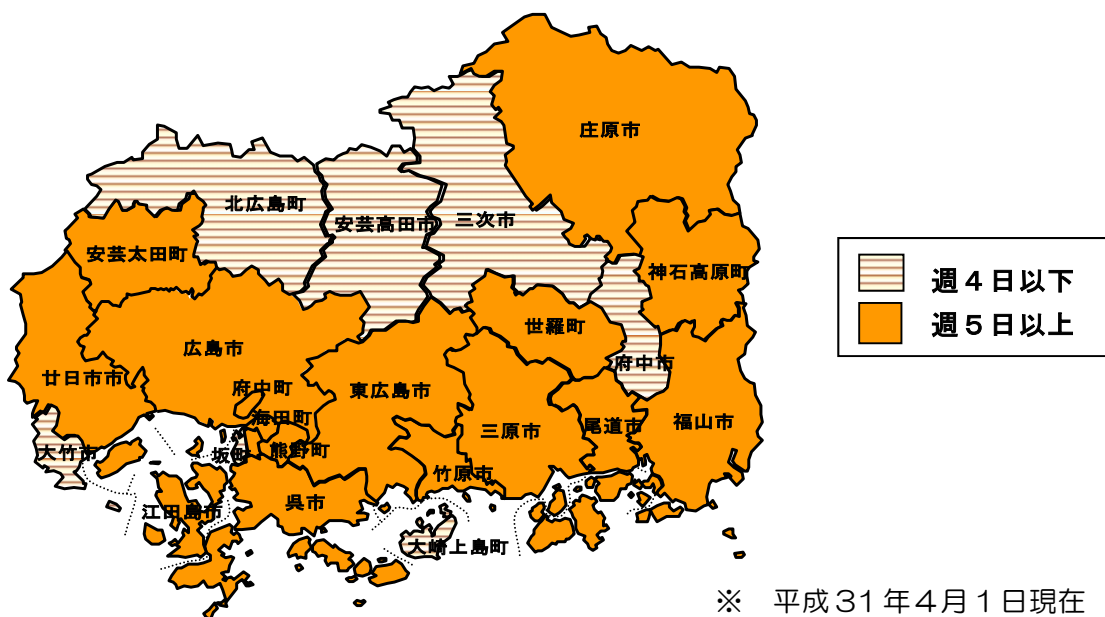 庄原市
北広島町
安芸高田市
三次市
安芸太田町
神石高原町
週４日以下
週５日以上
世羅町
広島市
府中市
廿日市市
府中町
東広島市
海田町
尾道市
福山市
三原市
大竹市
坂町
熊野町
竹原市
呉市
江田島市
大崎上島町
※　平成３１年４月１日現在